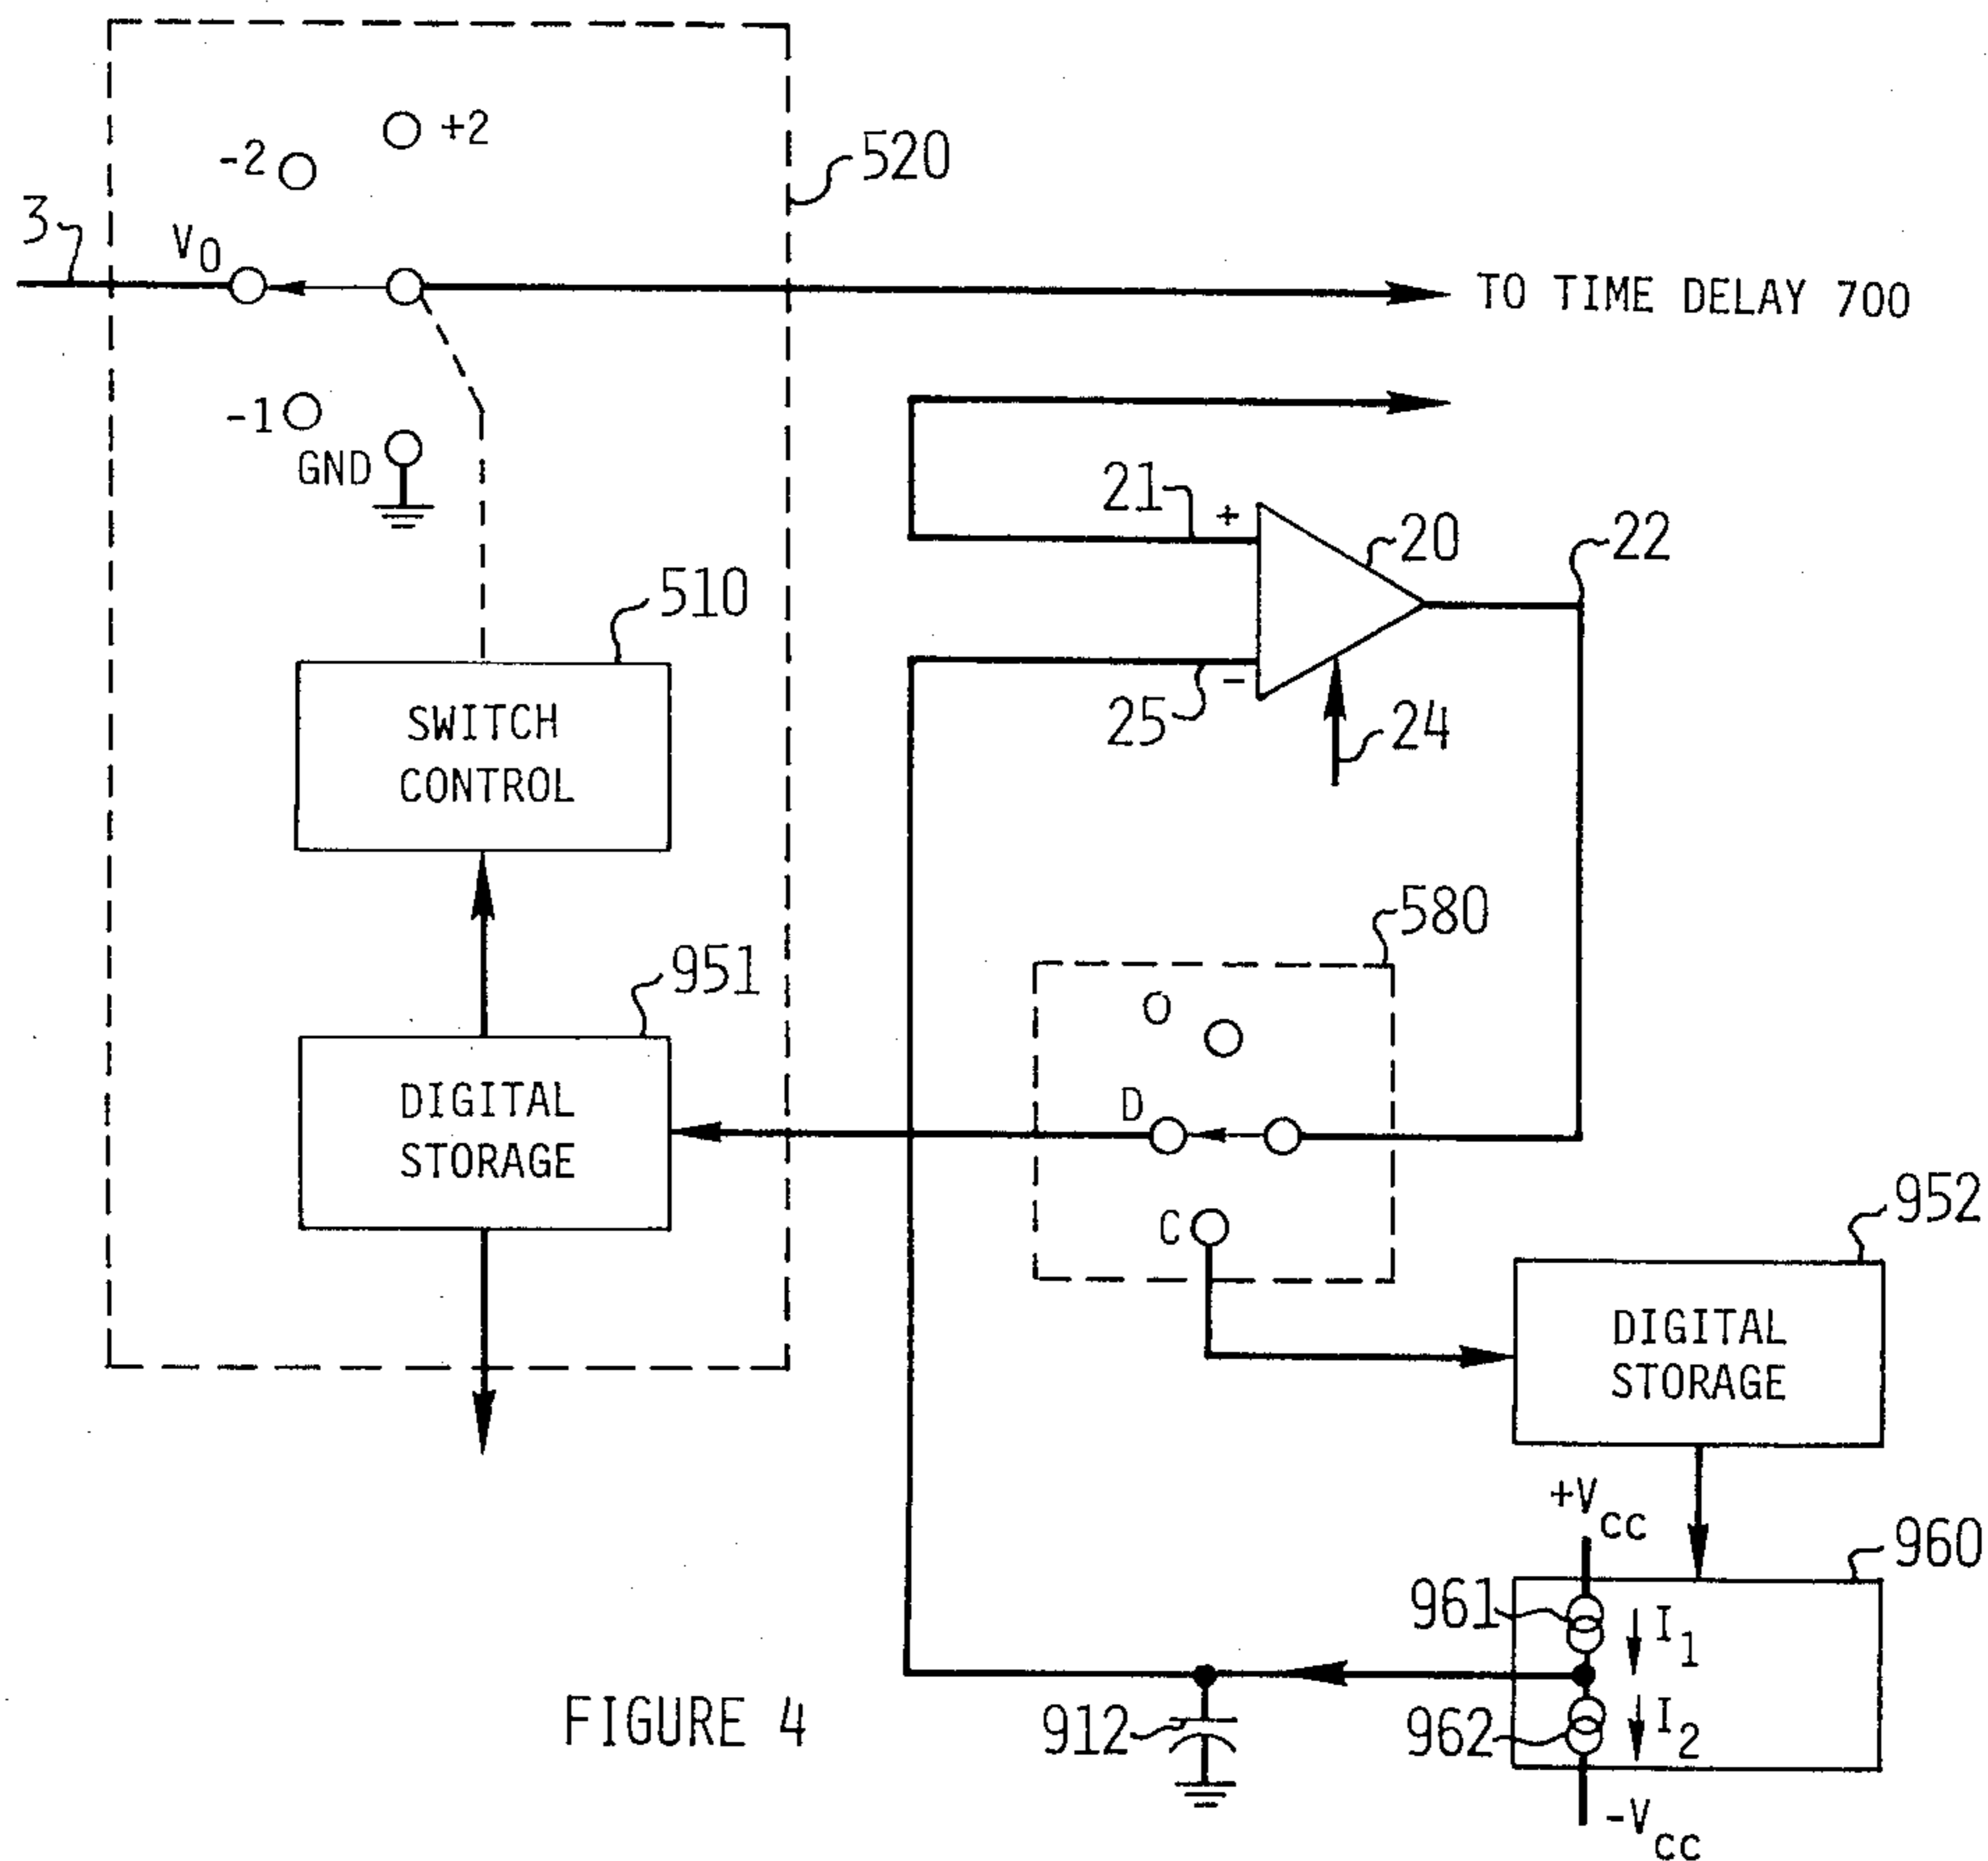 +2
-2
520
3
V0
TO TIME DELAY 700
-1
GND
21
+
20
22
510
25
-
24
SWITCH
CONTROL
580
951
O
D
DIGITAL
STORAGE
C
952
DIGITAL
STORAGE
+Vcc
960
961
I1
FIGURE 4
912
962
I2
-Vcc